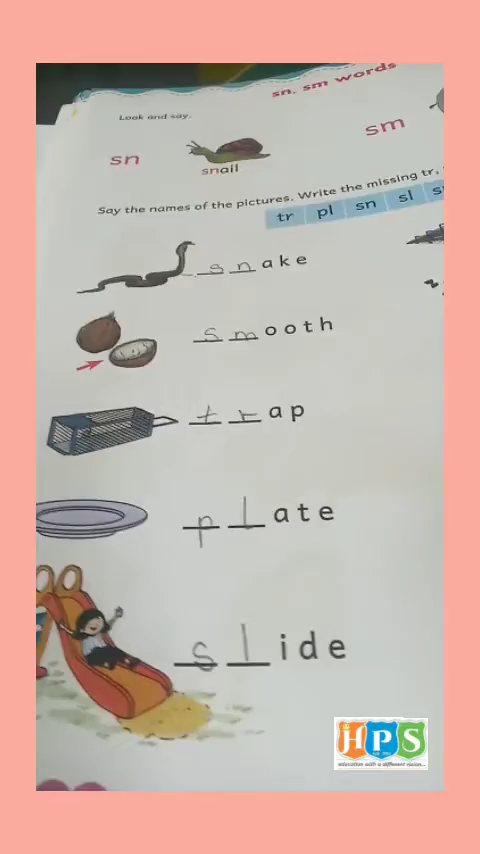 sn, sm words
Look and say.
sn
snail
sm
Say the names of the pictures. Write the missing tr,
tr pl sn sl
snake
smooth
trap
plate
slide
HPS
education with a different vision...